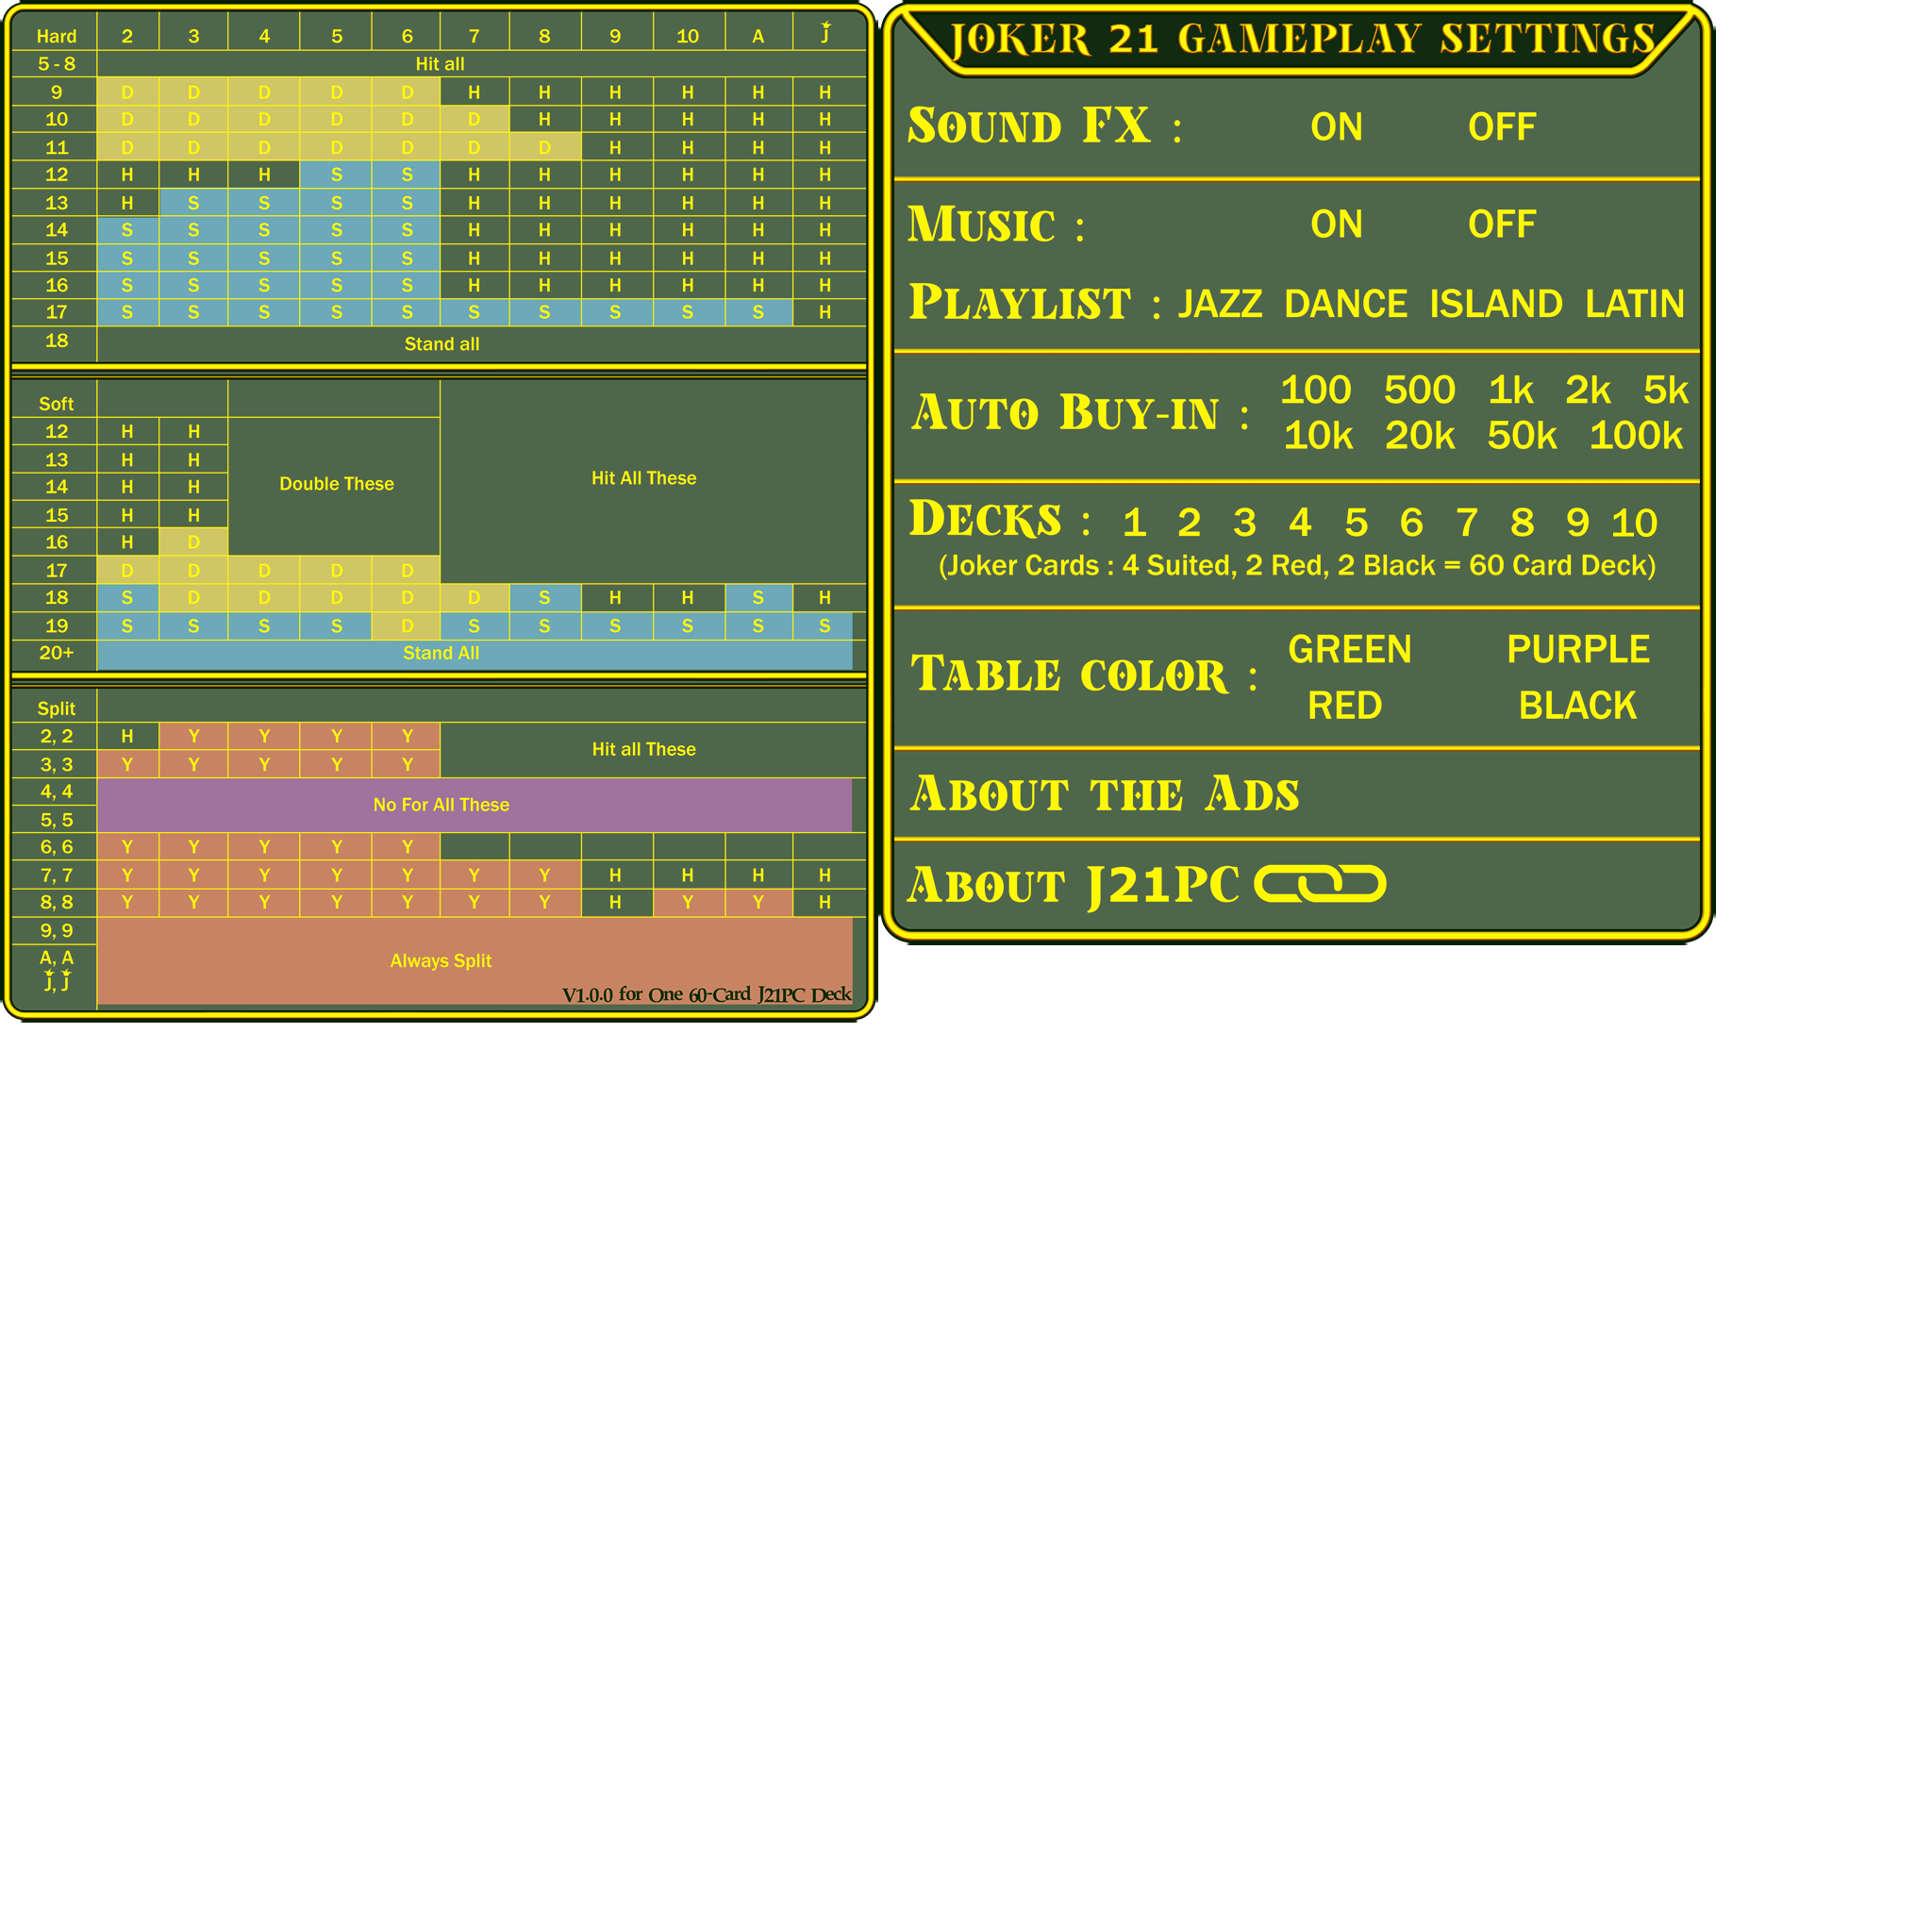 Hard 2 3 4 5 6 7 8 9 10 A J
5 - 8 Hit all
9 D D D D D H H H H H H
10 D D D D D D H H H H H
11 D D D D D D D H H H H
12 H H H S S H H H H H H
13 H S S S S H H H H H H
14 S S S S S H H H H H H
15 S S S S S H H H H H H
16 S S S S S H H H H H H
17 S S S S S S S S S S H
18 Stand all
Soft
12 H H
13 H H
Double These Hit All These
14 H H
15 H H
16 H D
17 D D D D D
18 S D D D D D S H H S H
19 S S S S D S S S S S S
20+ Stand All
Split
2, 2 H Y Y Y Y
Hit all These
3, 3 Y Y Y Y Y
4, 4
No For All These
5, 5
6, 6 Y Y Y Y Y
7, 7 Y Y Y Y Y Y Y H H H H
8, 8 Y Y Y Y Y Y Y H Y Y H
9, 9
A, A Always Split
J, J
V1.0.0 for One 60-Card J21PC Deck
JOKER 21 GAMEPLAY SETTINGS
SOUND FX : ON OFF
MUSIC : ON OFF
PLAYLIST : JAZZ DANCE ISLAND LATIN
AUTO BUY-IN : 100 500 1k 2k 5k
10k 20k 50k 100k
DECKS : 1 2 3 4 5 6 7 8 9 10
(Joker Cards : 4 Suited, 2 Red, 2 Black = 60 Card Deck)
TABLE COLOR : GREEN PURPLE
RED BLACK
ABOUT THE ADS
ABOUT J21PC